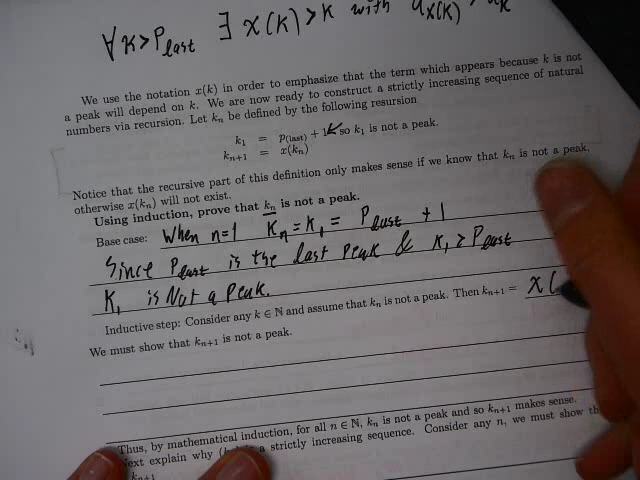 ∀ K > P_last ∃ x(K) > K with a_x(K) > a_K
We use the notation x(k) in order to emphasize that the term which appears because k is not
a peak will depend on k. We are now ready to construct a strictly increasing sequence of natural
numbers via recursion. Let k_n be defined by the following resursion
k_1 = p_(last) + 1 so k_1 is not a peak.
k_{n+1} = x(k_n)
Notice that the recursive part of this definition only makes sense if we know that k_n is not a peak,
otherwise x(k_n) will not exist.
Using induction, prove that k_n is not a peak.
Base case: When n=1 K_n = K_1 = P_last + 1
Since P_last is the last Peak & K_1 > P_last
K_1 is Not a Peak.
Inductive step: Consider any k ∈ N and assume that k_n is not a peak. Then k_{n+1} = x(
We must show that k_{n+1} is not a peak.
Thus, by mathematical induction, for all n ∈ N, k_n is not a peak and so k_{n+1} makes sense.
ext explain why (k a strictly increasing sequence. Consider any n, we must show th
k_{n+1}